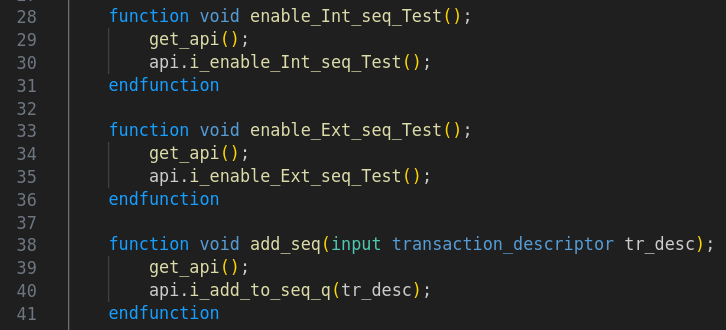 28 function void enable_Int_seq_Test();
29 get_api();
30 api.i_enable_Int_seq_Test();
31 endfunction
32
33 function void enable_Ext_seq_Test();
34 get_api();
35 api.i_enable_Ext_seq_Test();
36 endfunction
37
38 function void add_seq(input transaction_descriptor tr_desc);
39 get_api();
40 api.i_add_to_seq_q(tr_desc);
41 endfunction